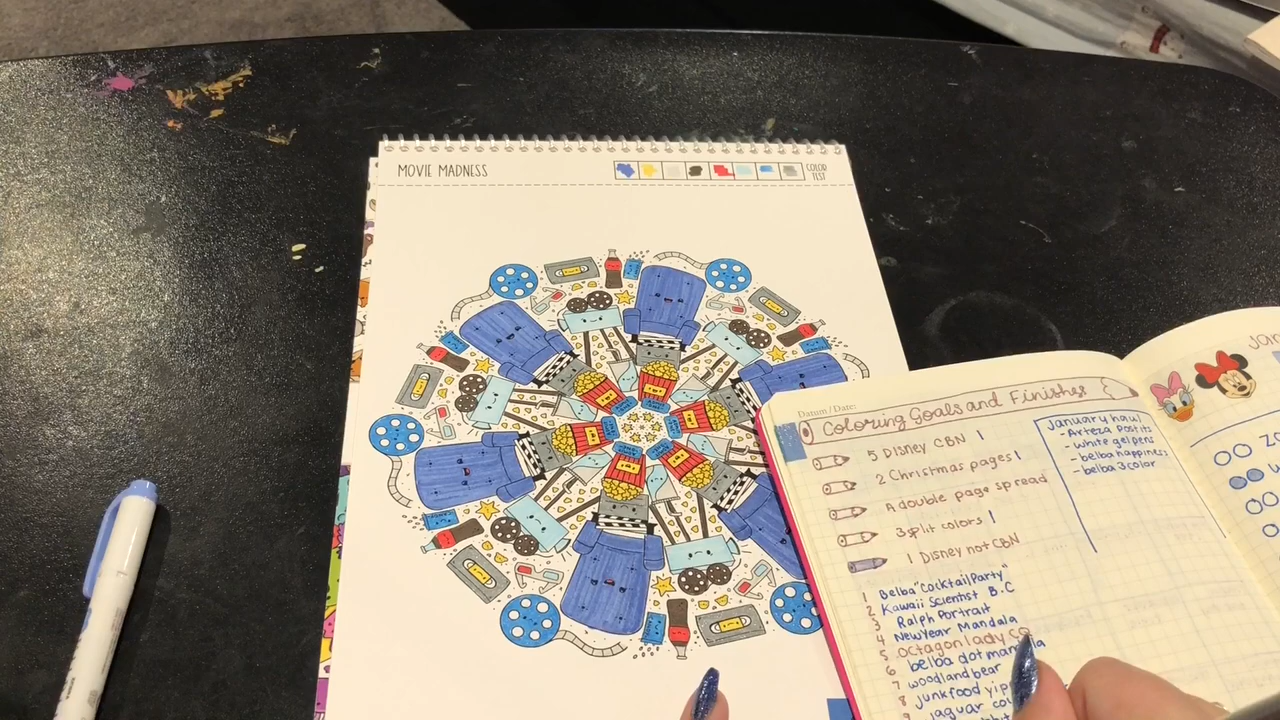 MOVIE MADNESS
COLOR
TEST
Datum / Date:
Coloring Goals and Finishes
5 Disney CBN 1
2 Christmas pages 1
A double page spread
3 split colors 1
1 Disney not CBN
1 Belba "Cocktail Party"
2 Kawaii Scientist B.C
3 Ralph Portrait
4 New Year Mandala
5 Octagon lady
6 belba dot mandala
7 woodland bear
8 junkfood
9 jaguar
January haul
- Arteza Postits
- white gel pens
- belba happiness
- belba 3 color